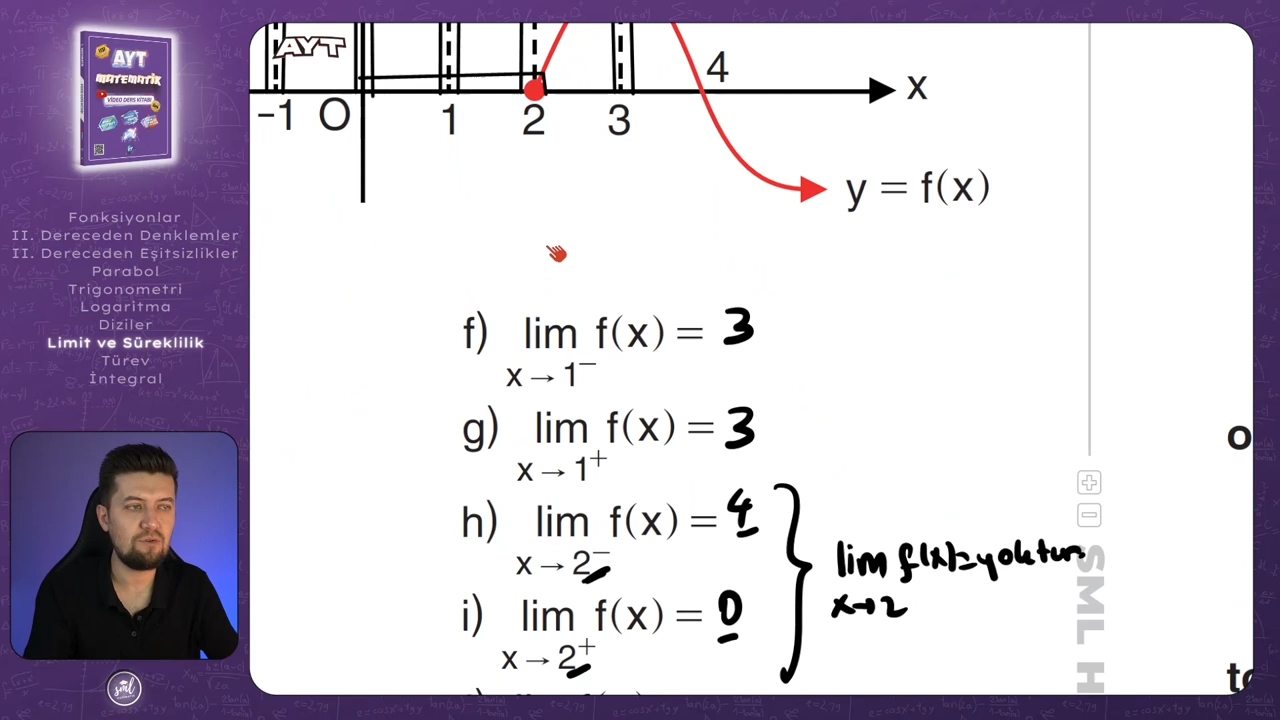 AYT
MATEMATİK
VİDEO DERS KİTABI
Fonksiyonlar
II. Dereceden Denklemler
II. Dereceden Eşitsizlikler
Parabol
Trigonometri
Logaritma
Diziler
Limit ve Süreklilik
Türev
İntegral
sml
AYT
4
x
-1 O 1 2 3
y = f(x)
f) lim f(x) = 3
x → 1⁻
g) lim f(x) = 3
x → 1⁺
h) lim f(x) = 4
x → 2⁻
i) lim f(x) = 0
x → 2⁺
lim f(x) = yoktur
x→2
SML H